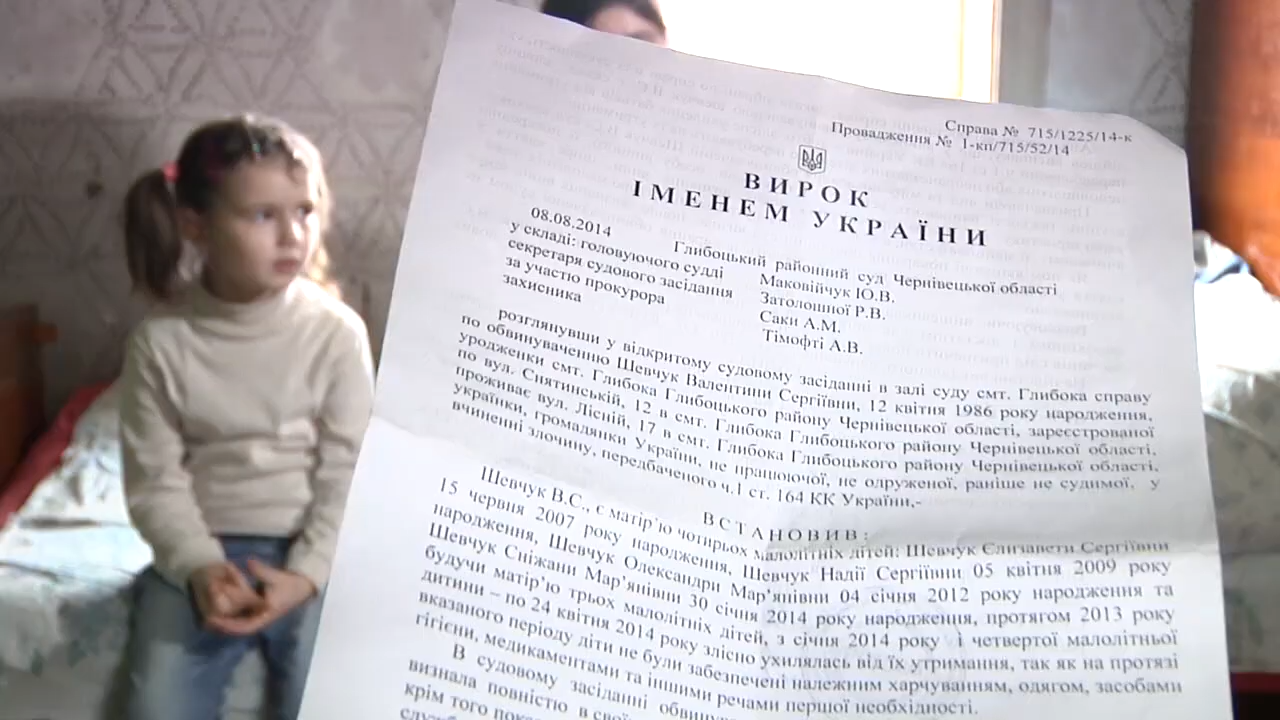 Справа № 715/1225/14-к
Провадження № 1-кп/715/52/14
ВИРОК
ІМЕНЕМ УКРАЇНИ
08.08.2014 Глибоцький районний суд Чернівецької області
у складі: головуючого судді Маковійчук Ю.В.
секретаря судового засідання Затолошної Р.В.
за участю прокурора Саки А.М.
захисника Тімофті А.В.
розглянувши у відкритому судовому засіданні в залі суду смт. Глибока справу
по обвинуваченню Шевчук Валентини Сергіївни, 12 квітня 1986 року народження,
уродженки смт. Глибока Глибоцького району Чернівецької області, зареєстрованої
по вул. Снятинській, 12 в смт. Глибока Глибоцького району Чернівецької області,
проживає вул. Лісній, 17 в смт. Глибока Глибоцького району Чернівецької області,
українки, громадянки України, не працюючої, не одруженої, раніше не судимої, у
вчиненні злочину, передбаченого ч.1 ст. 164 КК України,-
ВСТАНОВИВ:
Шевчук В.С., є матір’ю чотирьох малолітніх дітей: Шевчук Єлизавети Сергіївни
15 червня 2007 року народження, Шевчук Надії Сергіївни 05 квітня 2009 року
народження, Шевчук Олександри Мар’янівни 04 січня 2012 року народження та
Шевчук Сніжани Мар’янівни 30 січня 2014 року народження, протягом 2013 року
будучи матір’ю трьох малолітніх дітей, з січня 2014 року і четвертої малолітньої
дитини – по 24 квітня 2014 року злісно ухилялась від їх утримання, так як на протязі
вказаного періоду діти не були забезпечені належним харчуванням, одягом, засобами
гігієни, медикаментами та іншими речами першої необхідності.
В судовому засіданні
визнала повністю в
крім того